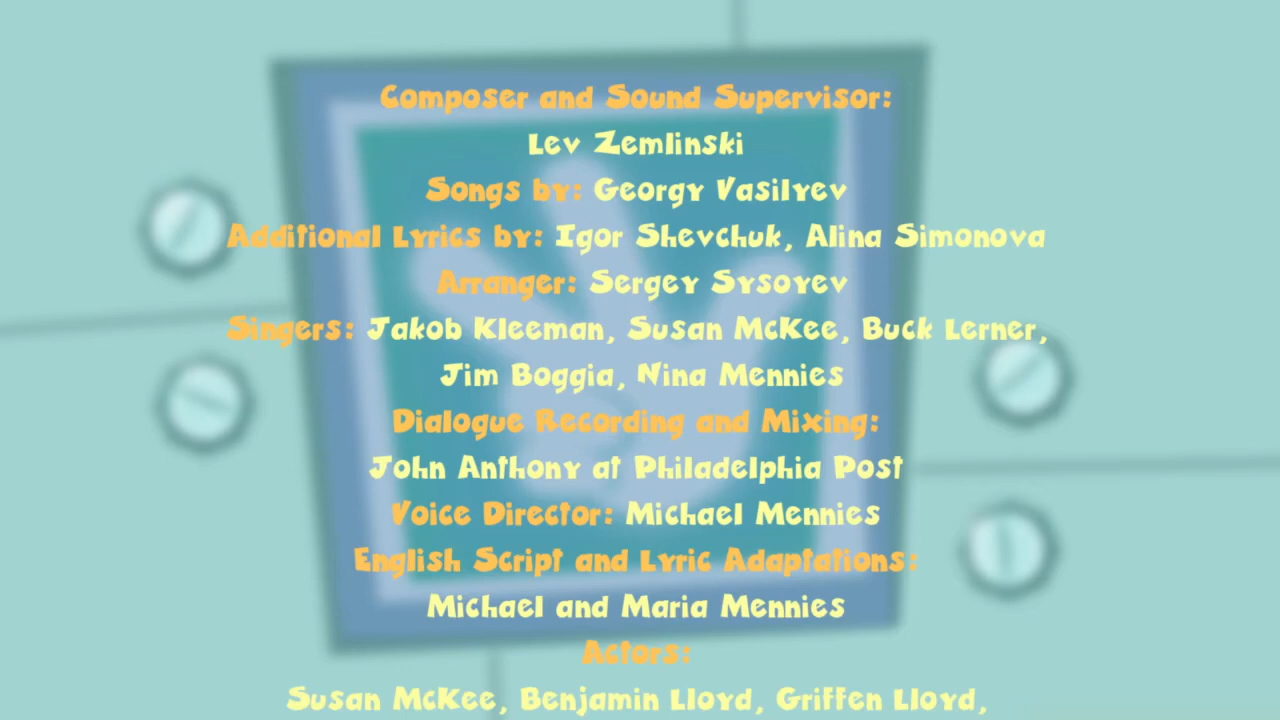 Composer and Sound Supervisor:
Lev Zemlinski
Songs by: Georgy Vasilyev
Additional Lyrics by: Igor Shevchuk, Alina Simonova
Arranger: Sergey Sysoyev
Singers: Jakob Kleeman, Susan McKee, Buck Lerner,
Jim Boggia, Nina Mennies
Dialogue Recording and Mixing:
John Anthony at Philadelphia Post
Voice Director: Michael Mennies
English Script and Lyric Adaptations:
Michael and Maria Mennies
Actors:
Susan McKee, Benjamin Lloyd, Griffen Lloyd,